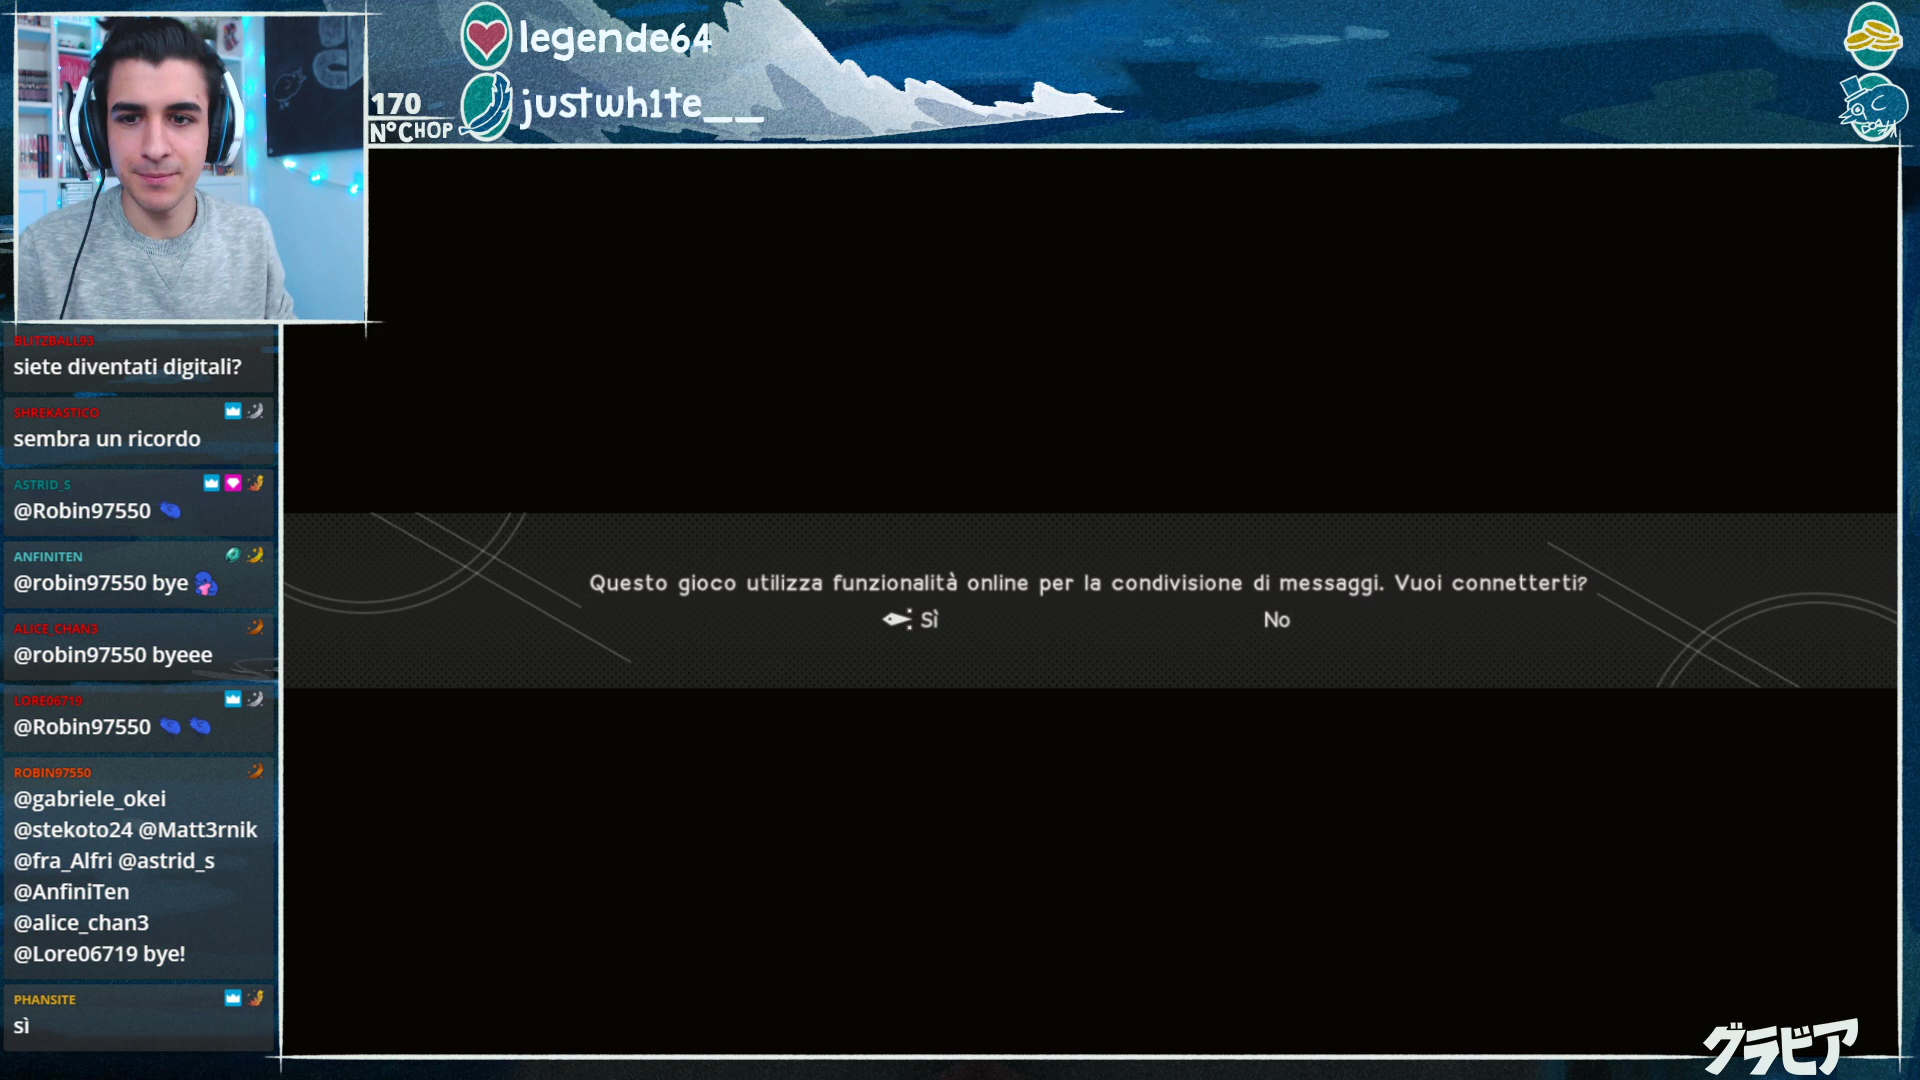 legende64
170
N°CHOP
justwh1te__
BLITZBALL93
siete diventati digitali?
SHREKASTICO
sembra un ricordo
ASTRID_S
@Robin97550
ANFINITEN
@robin97550 bye
ALICE_CHAN3
@robin97550 byeee
LORE06719
@Robin97550
ROBIN97550
@gabriele_okei
@stekoto24 @Matt3rnik
@fra_Alfri @astrid_s
@AnfiniTen
@alice_chan3
@Lore06719 bye!
PHANSITE
sì
Questo gioco utilizza funzionalità online per la condivisione di messaggi. Vuoi connetterti?
Sì No
グラビア